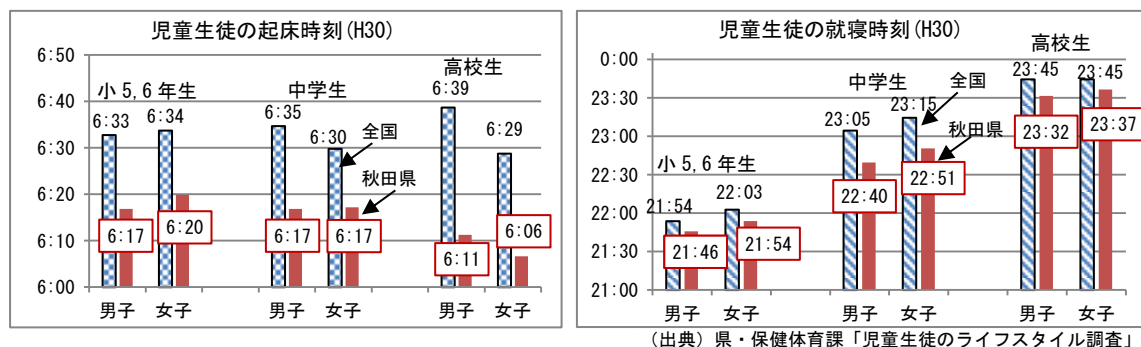 児童生徒の起床時刻(H30)
6:50
6:40
6:30
6:20
6:10
6:00
小5,6年生
中学生
高校生
6:33
6:34
6:35
6:30
6:39
6:29
全国
秋田県
6:17
6:20
6:17
6:17
6:11
6:06
男子 女子 男子 女子 男子 女子
児童生徒の就寝時刻(H30)
0:00
23:30
23:00
22:30
22:00
21:30
21:00
小5,6年生
中学生
高校生
21:54
22:03
23:05
23:15
23:45
23:45
全国
秋田県
21:46
21:54
22:40
22:51
23:32
23:37
男子 女子 男子 女子 男子 女子
(出典)県・保健体育課「児童生徒のライフスタイル調査」